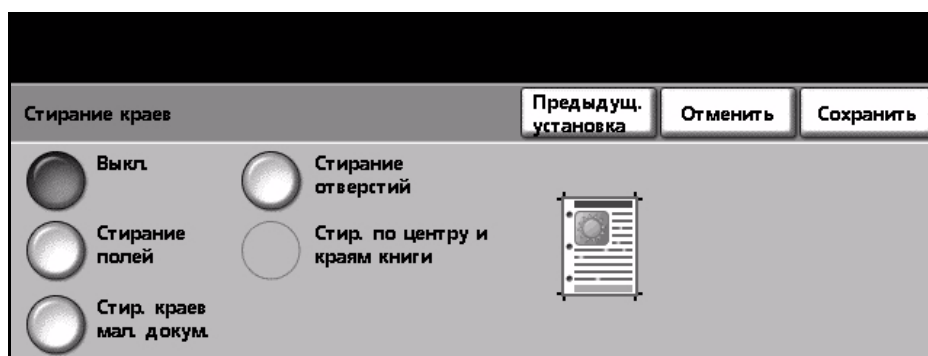 Стирание краев
Предыдущ.
установка
Отменить
Сохранить
Выкл.
Стирание
полей
Стир. краев
мал. докум.
Стирание
отверстий
Стир. по центру и
краям книги